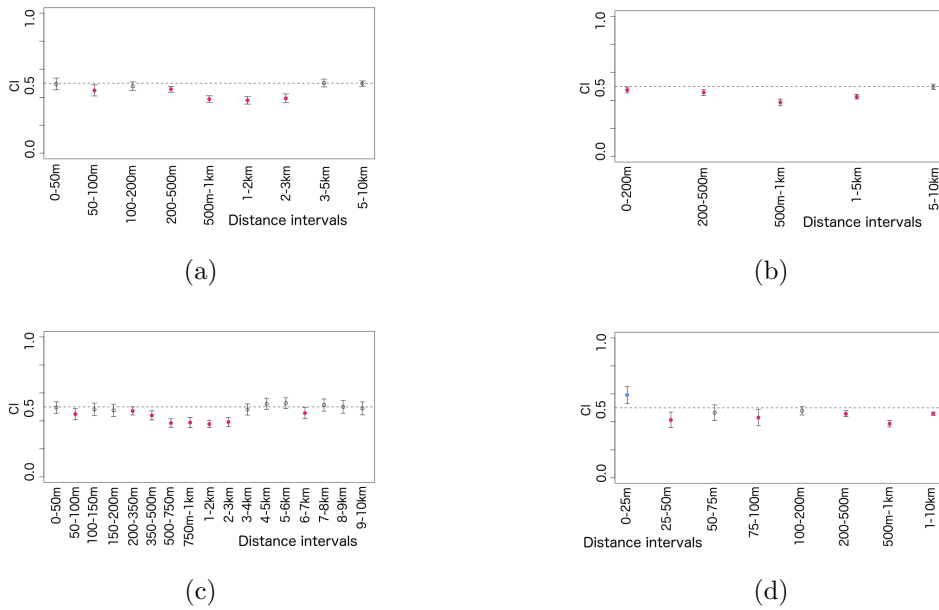 CI
1.0
0.5
0.0
0-50m
50-100m
100-200m
200-500m
500m-1km
1-2km
2-3km
3-5km
5-10km
Distance intervals
(a)
CI
1.0
0.5
0.0
0-200m
200-500m
500m-1km
1-5km
5-10km
Distance intervals
(b)
CI
1.0
0.5
0.0
0-50m
50-100m
100-150m
150-200m
200-350m
350-500m
500-750m
750m-1km
1-2km
2-3km
3-4km
4-5km
5-6km
6-7km
7-8km
8-9km
9-10km
Distance intervals
(c)
CI
1.0
0.5
0.0
0-25m
25-50m
50-75m
75-100m
100-200m
200-500m
500m-1km
1-10km
Distance intervals
(d)